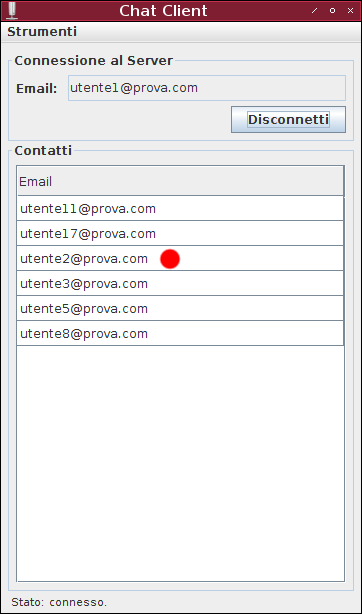 Chat Client
Strumenti
Connessione al Server
Email: utente1@prova.com
Disconnetti
Contatti
Email
utente11@prova.com
utente17@prova.com
utente2@prova.com
utente3@prova.com
utente5@prova.com
utente8@prova.com
Stato: connesso.